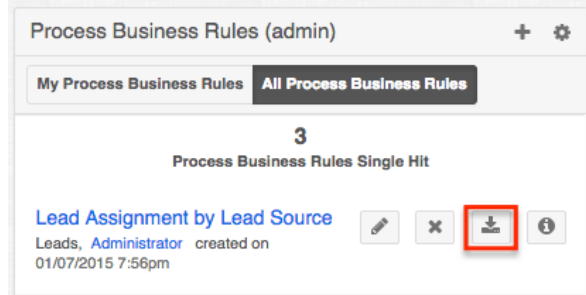 Process Business Rules (admin)
My Process Business Rules All Process Business Rules
3
Process Business Rules Single Hit
Lead Assignment by Lead Source
Leads, Administrator created on
01/07/2015 7:56pm